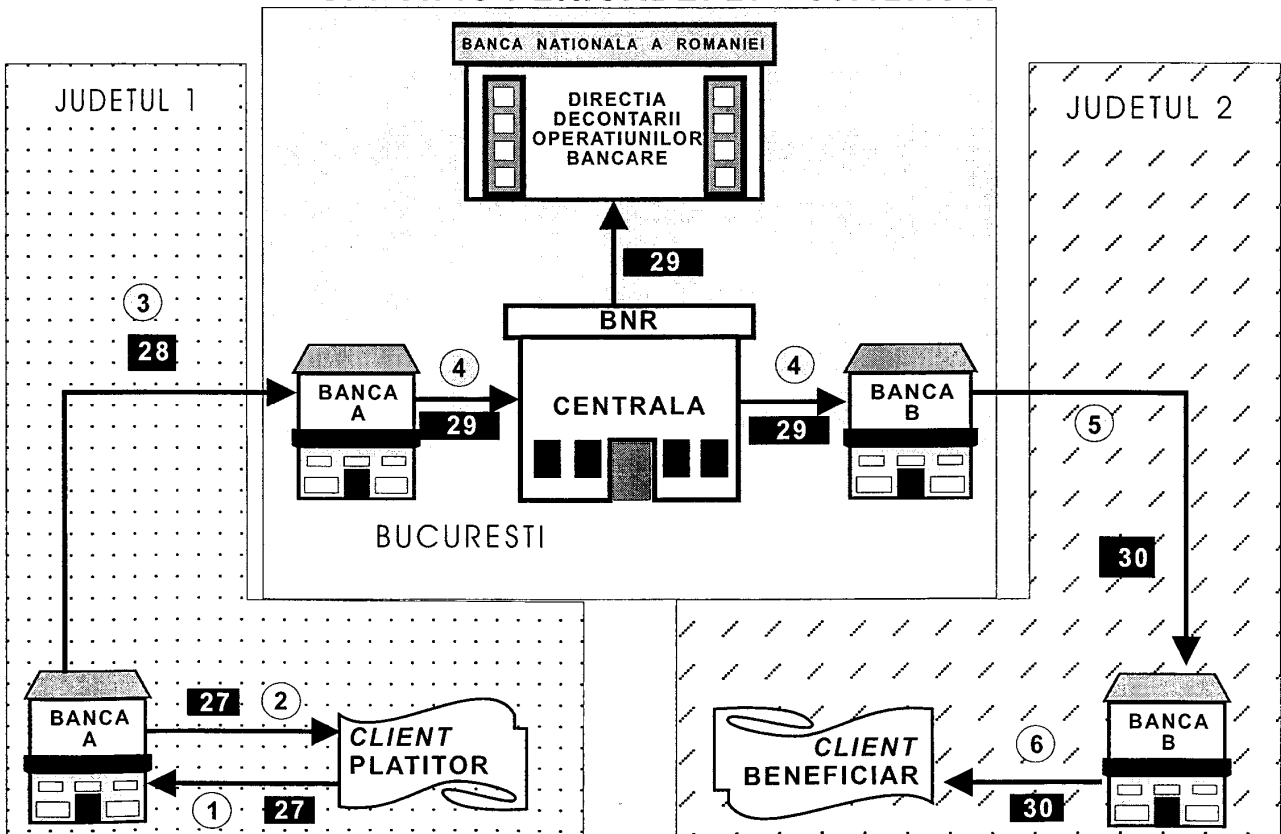 BANCA NATIONALA A ROMANIEI
JUDETUL 1
DIRECTIA
DECONTARII
OPERATIUNILOR
BANCARE
JUDETUL 2
29
3
28
BNR
BANCA
A
4
29
CENTRALA
4
29
BANCA
B
5
BUCURESTI
30
BANCA
A
27
2
CLIENT
PLATITOR
1
27
CLIENT
BENEFICIAR
6
30
BANCA
B